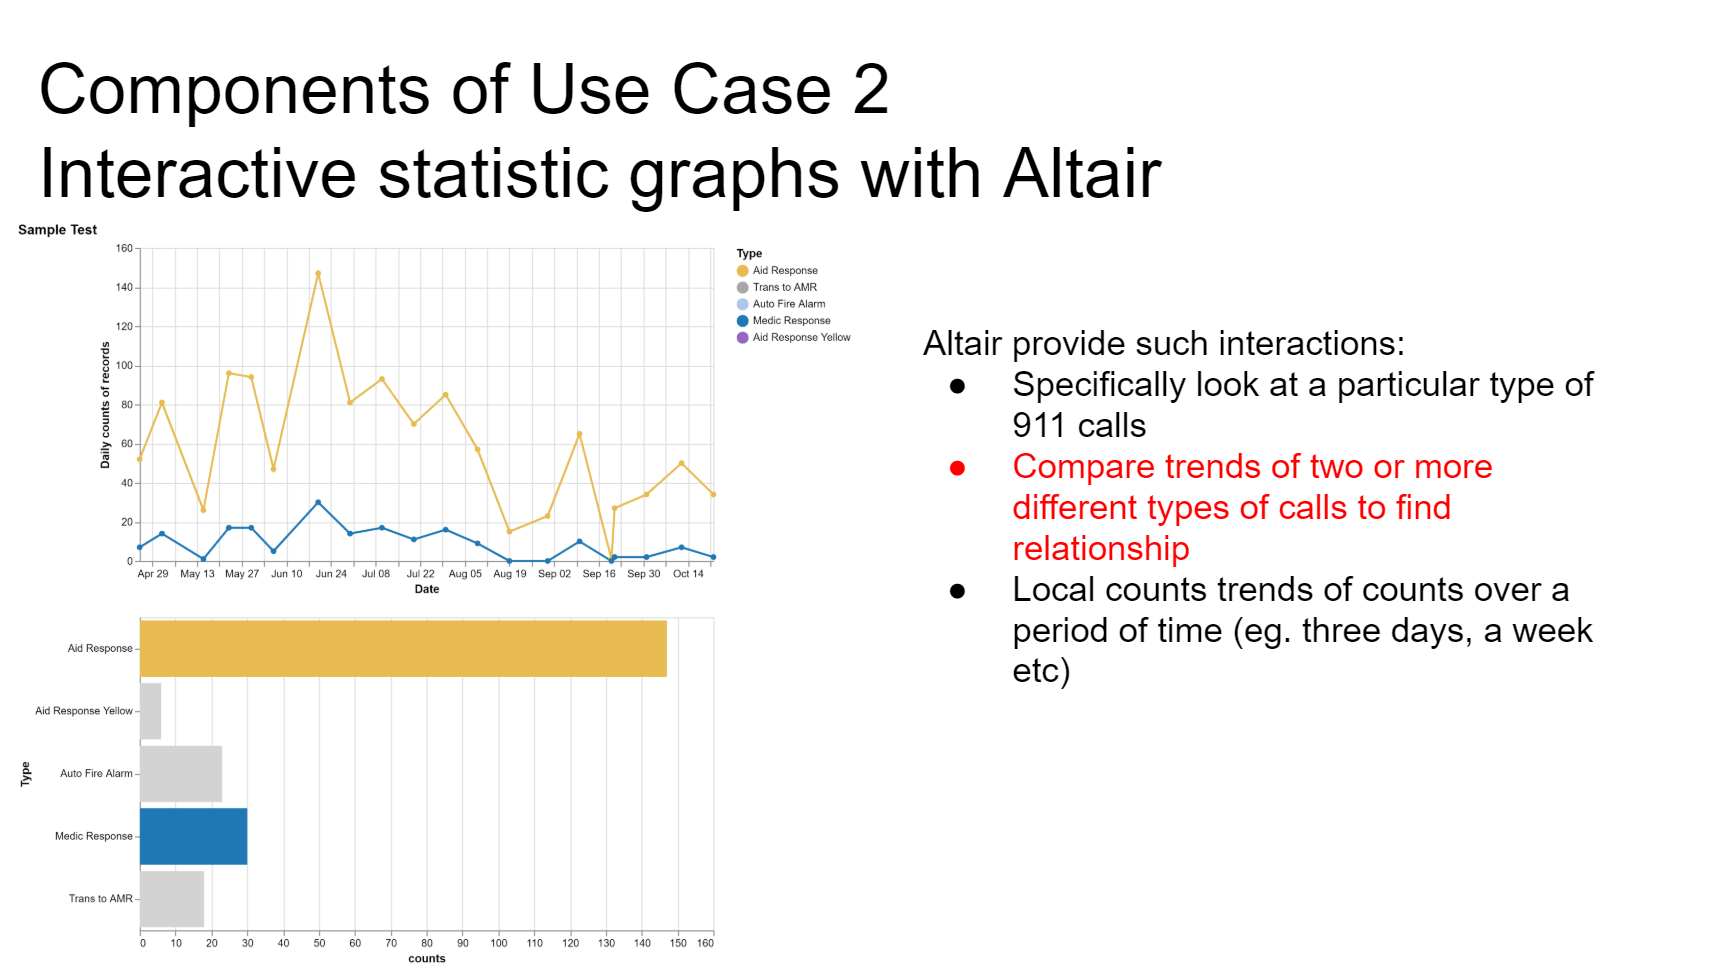 Components of Use Case 2
Interactive statistic graphs with Altair
Sample Test
160
140
120
100
80
60
40
20
0
Daily counts of records
Apr 29 May 13 May 27 Jun 10 Jun 24 Jul 08 Jul 22 Aug 05 Aug 19 Sep 02 Sep 16 Sep 30 Oct 14
Date
Type
Aid Response
Trans to AMR
Auto Fire Alarm
Medic Response
Aid Response Yellow
Aid Response
Aid Response Yellow
Auto Fire Alarm
Medic Response
Trans to AMR
Type
0 10 20 30 40 50 60 70 80 90 100 110 120 130 140 150 160
counts
Altair provide such interactions:
● Specifically look at a particular type of
911 calls
● Compare trends of two or more
different types of calls to find
relationship
● Local counts trends of counts over a
period of time (eg. three days, a week
etc)